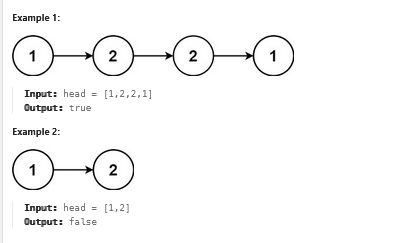 Example 1:
1 2 2 1
Input: head = [1,2,2,1]
Output: true
Example 2:
1 2
Input: head = [1,2]
Output: false